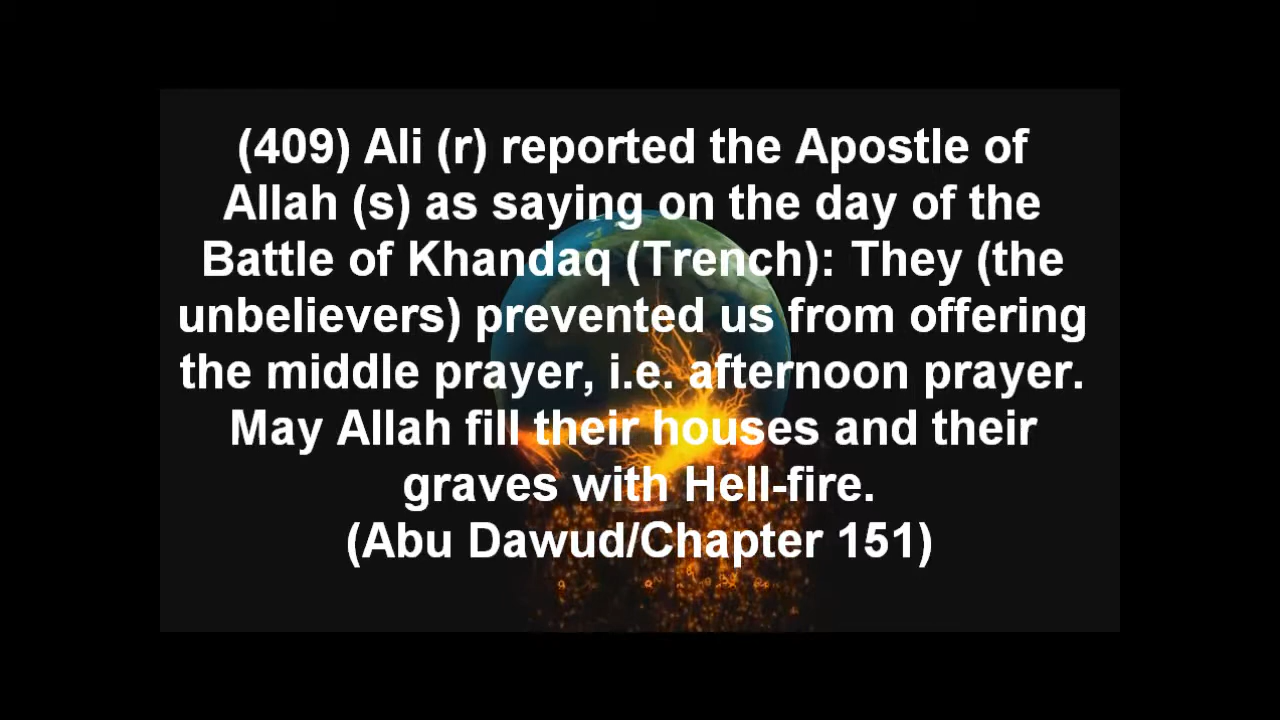 (409) Ali (r) reported the Apostle of
Allah (s) as saying on the day of the
Battle of Khandaq (Trench): They (the
unbelievers) prevented us from offering
the middle prayer, i.e. afternoon prayer.
May Allah fill their houses and their
graves with Hell-fire.
(Abu Dawud/Chapter 151)